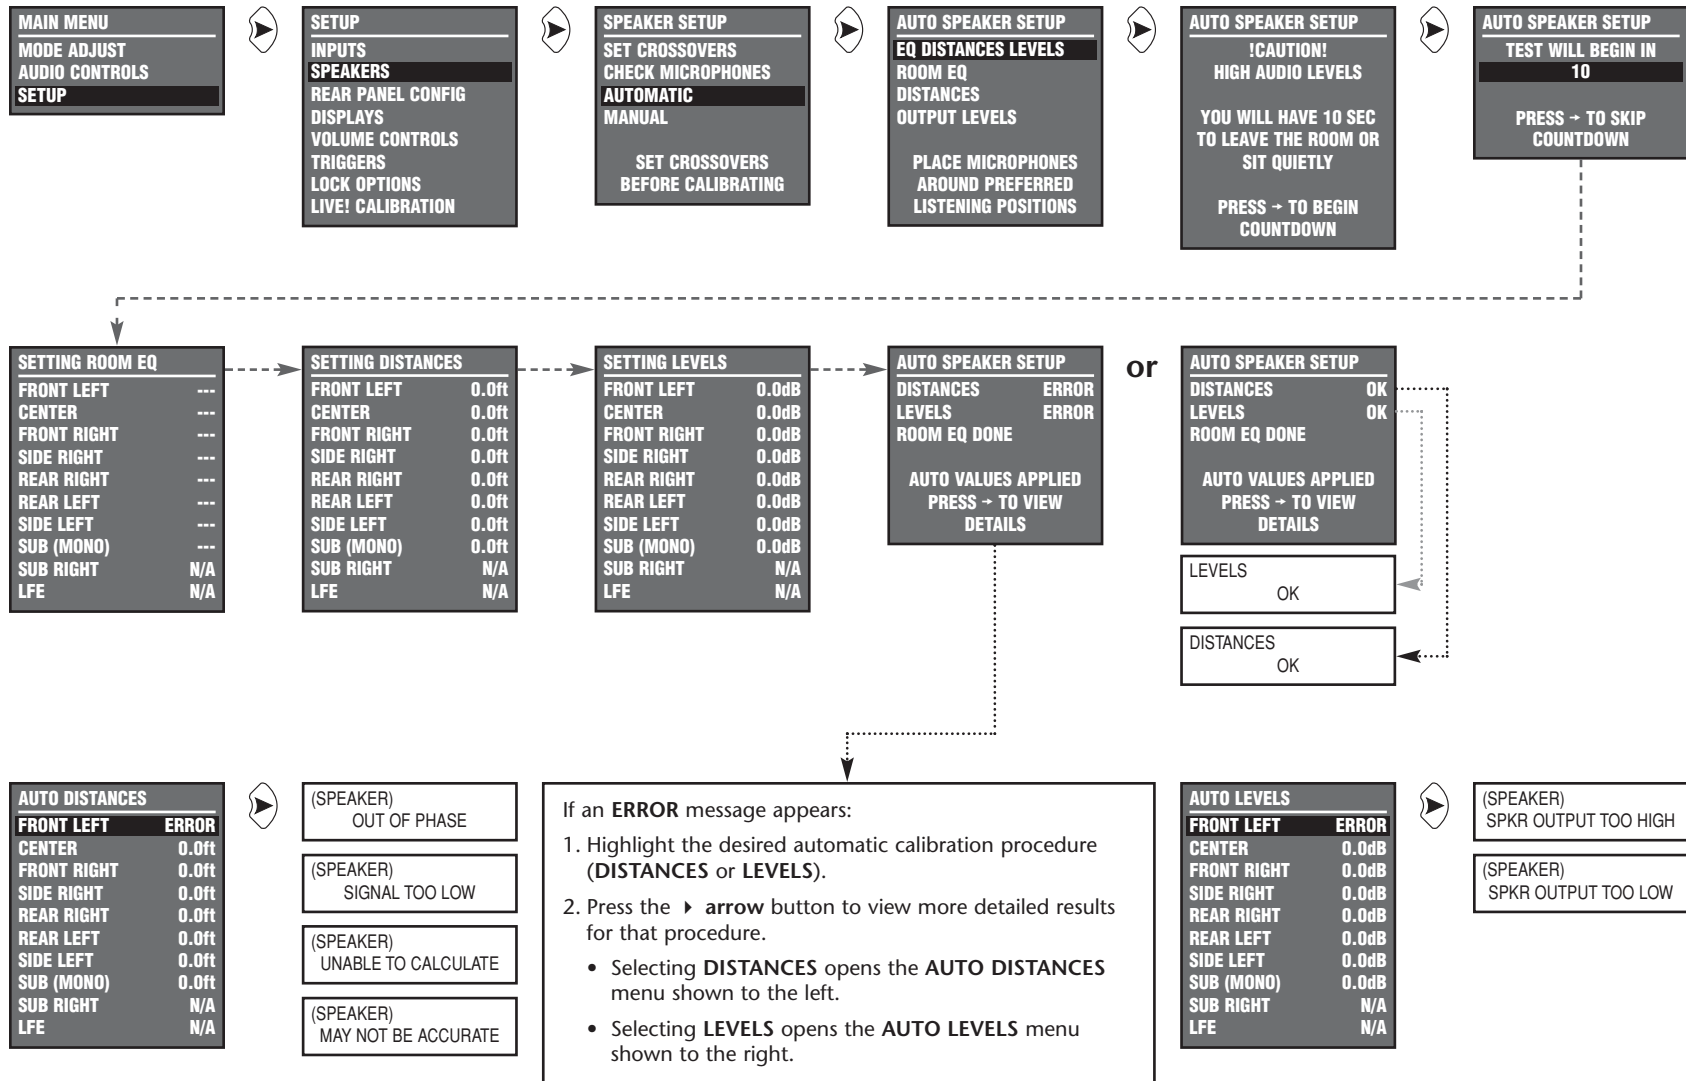 MAIN MENU
MODE ADJUST
AUDIO CONTROLS
SETUP
SETUP
INPUTS
SPEAKERS
REAR PANEL CONFIG
DISPLAYS
VOLUME CONTROLS
TRIGGERS
LOCK OPTIONS
LIVE! CALIBRATION
SPEAKER SETUP
SET CROSSOVERS
CHECK MICROPHONES
AUTOMATIC
MANUAL
SET CROSSOVERS
BEFORE CALIBRATING
AUTO SPEAKER SETUP
EQ DISTANCES LEVELS
ROOM EQ
DISTANCES
OUTPUT LEVELS
PLACE MICROPHONES
AROUND PREFERRED
LISTENING POSITIONS
AUTO SPEAKER SETUP
!CAUTION!
HIGH AUDIO LEVELS
YOU WILL HAVE 10 SEC
TO LEAVE THE ROOM OR
SIT QUIETLY
PRESS → TO BEGIN
COUNTDOWN
AUTO SPEAKER SETUP
TEST WILL BEGIN IN
10
PRESS → TO SKIP
COUNTDOWN
SETTING ROOM EQ
FRONT LEFT ---
CENTER ---
FRONT RIGHT ---
SIDE RIGHT ---
REAR RIGHT ---
REAR LEFT ---
SIDE LEFT ---
SUB (MONO) ---
SUB RIGHT N/A
LFE N/A
SETTING DISTANCES
FRONT LEFT 0.0ft
CENTER 0.0ft
FRONT RIGHT 0.0ft
SIDE RIGHT 0.0ft
REAR RIGHT 0.0ft
REAR LEFT 0.0ft
SIDE LEFT 0.0ft
SUB (MONO) 0.0ft
SUB RIGHT N/A
LFE N/A
SETTING LEVELS
FRONT LEFT 0.0dB
CENTER 0.0dB
FRONT RIGHT 0.0dB
SIDE RIGHT 0.0dB
REAR RIGHT 0.0dB
REAR LEFT 0.0dB
SIDE LEFT 0.0dB
SUB (MONO) 0.0dB
SUB RIGHT N/A
LFE N/A
AUTO SPEAKER SETUP
DISTANCES ERROR
LEVELS ERROR
ROOM EQ DONE
AUTO VALUES APPLIED
PRESS → TO VIEW
DETAILS
or
AUTO SPEAKER SETUP
DISTANCES OK
LEVELS OK
ROOM EQ DONE
AUTO VALUES APPLIED
PRESS → TO VIEW
DETAILS
LEVELS
OK
DISTANCES
OK
AUTO DISTANCES
FRONT LEFT ERROR
CENTER 0.0ft
FRONT RIGHT 0.0ft
SIDE RIGHT 0.0ft
REAR RIGHT 0.0ft
REAR LEFT 0.0ft
SIDE LEFT 0.0ft
SUB (MONO) 0.0ft
SUB RIGHT N/A
LFE N/A
(SPEAKER)
OUT OF PHASE
(SPEAKER)
SIGNAL TOO LOW
(SPEAKER)
UNABLE TO CALCULATE
(SPEAKER)
MAY NOT BE ACCURATE
If an ERROR message appears:
1. Highlight the desired automatic calibration procedure
(DISTANCES or LEVELS).
2. Press the ▸ arrow button to view more detailed results
for that procedure.
• Selecting DISTANCES opens the AUTO DISTANCES
menu shown to the left.
• Selecting LEVELS opens the AUTO LEVELS menu
shown to the right.
AUTO LEVELS
FRONT LEFT ERROR
CENTER 0.0dB
FRONT RIGHT 0.0dB
SIDE RIGHT 0.0dB
REAR RIGHT 0.0dB
REAR LEFT 0.0dB
SIDE LEFT 0.0dB
SUB (MONO) 0.0dB
SUB RIGHT N/A
LFE N/A
(SPEAKER)
SPKR OUTPUT TOO HIGH
(SPEAKER)
SPKR OUTPUT TOO LOW